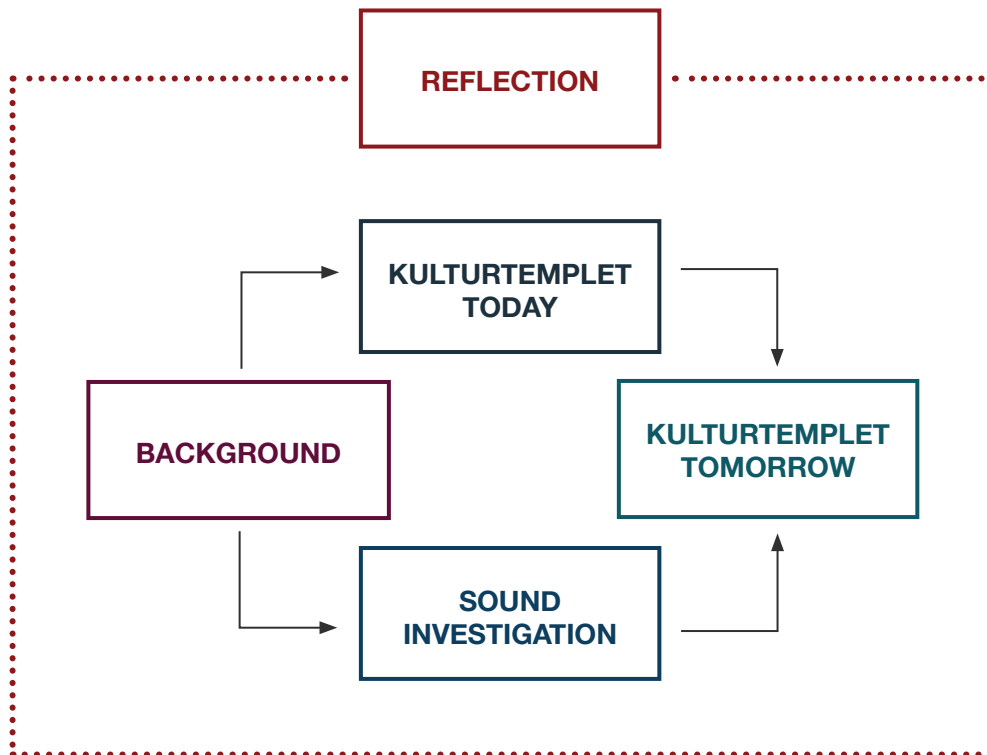 REFLECTION
KULTURTEMPLET
TODAY
BACKGROUND
KULTURTEMPLET
TOMORROW
SOUND
INVESTIGATION